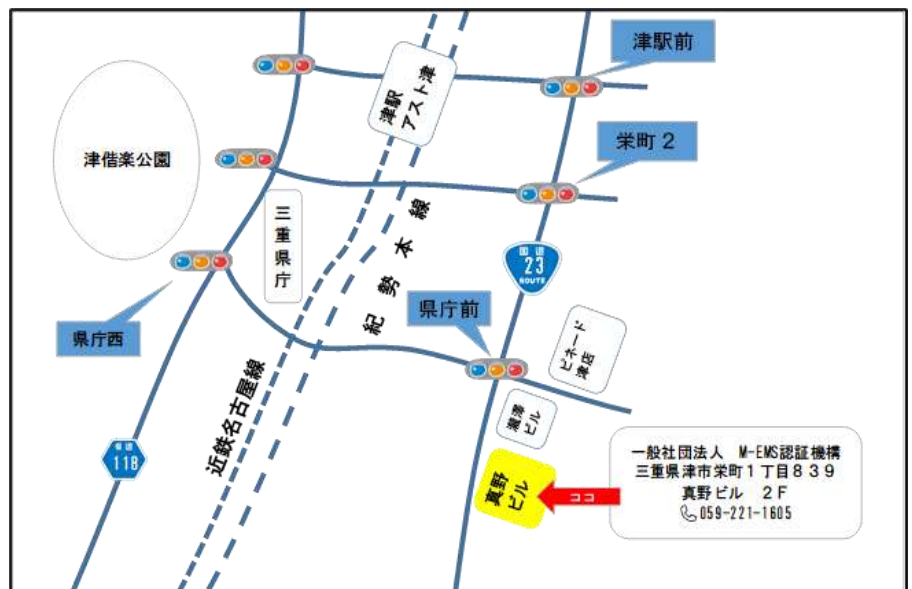 津駅前
津駅
アスト津
栄町 2
津偕楽公園
三重県庁
国道
23
ROUTE
紀勢本線
県庁前
県庁西
ピネード
津店
近鉄名古屋線
瀧澤
ビル
県道
118
真野
ビル
ココ
一般社団法人 M-EMS認証機構
三重県津市栄町1丁目839
真野ビル 2F
059-221-1605